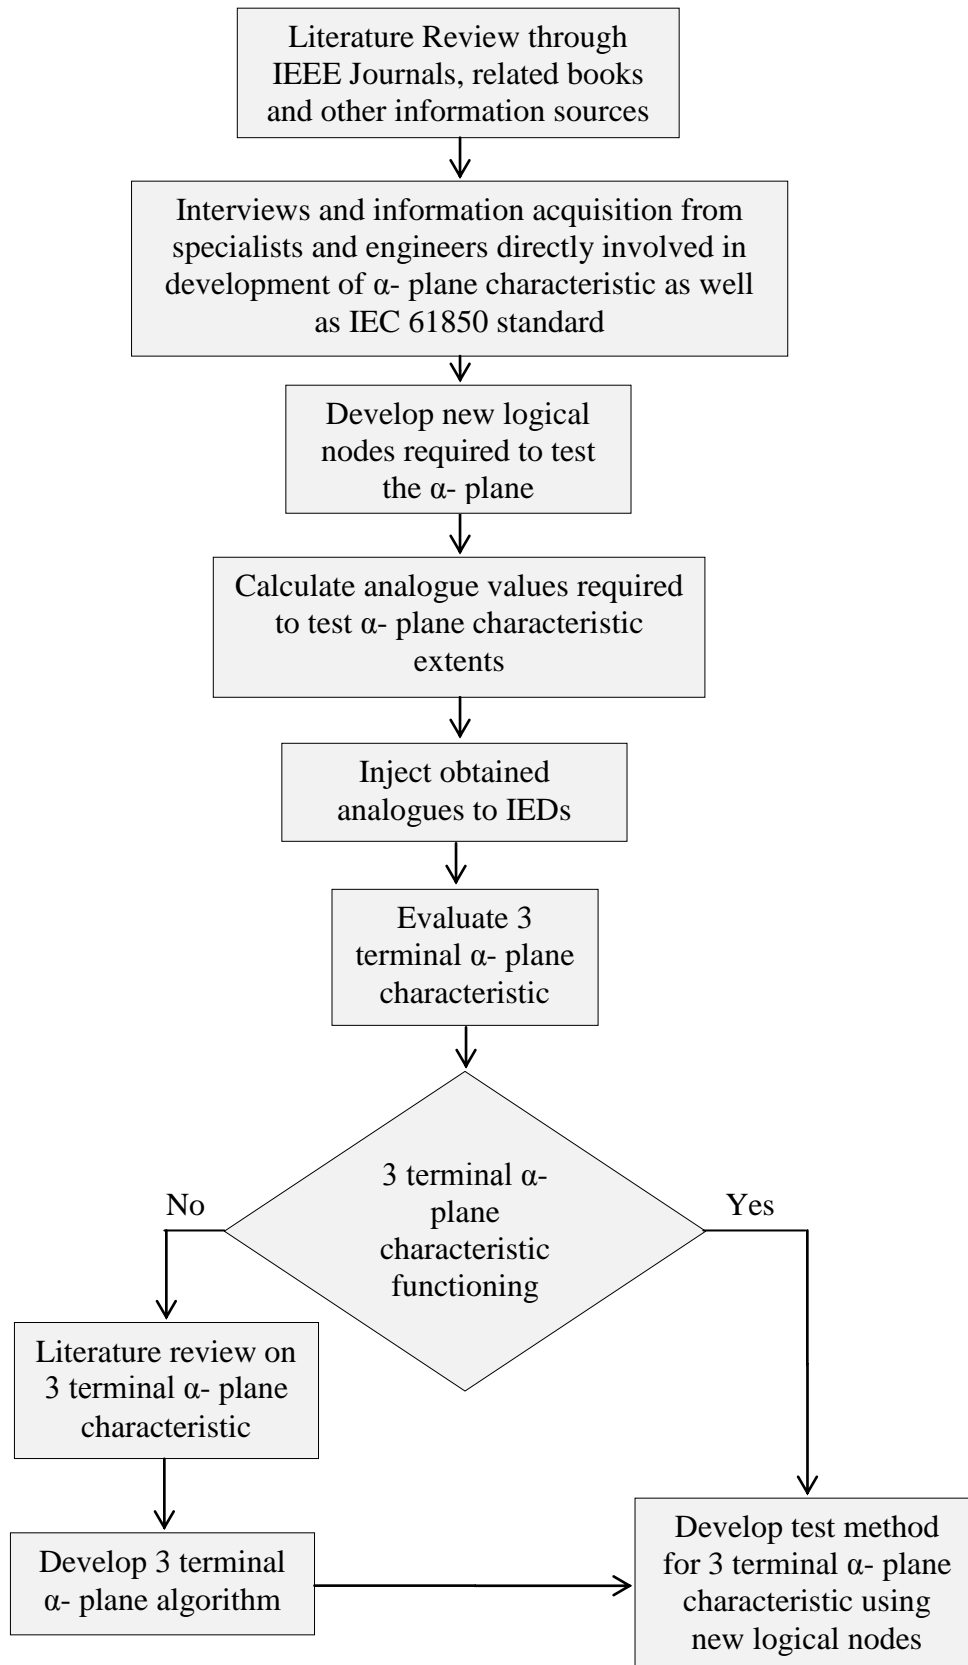 Literature Review through
IEEE Journals, related books
and other information sources
Interviews and information acquisition from
specialists and engineers directly involved in
development of α- plane characteristic as well
as IEC 61850 standard
Develop new logical
nodes required to test
the α- plane
Calculate analogue values required
to test α- plane characteristic
extents
Inject obtained
analogues to IEDs
Evaluate 3
terminal α- plane
characteristic
3 terminal α-
plane
characteristic
functioning
No
Yes
Literature review on
3 terminal α- plane
characteristic
Develop 3 terminal
α- plane algorithm
Develop test method
for 3 terminal α- plane
characteristic using
new logical nodes